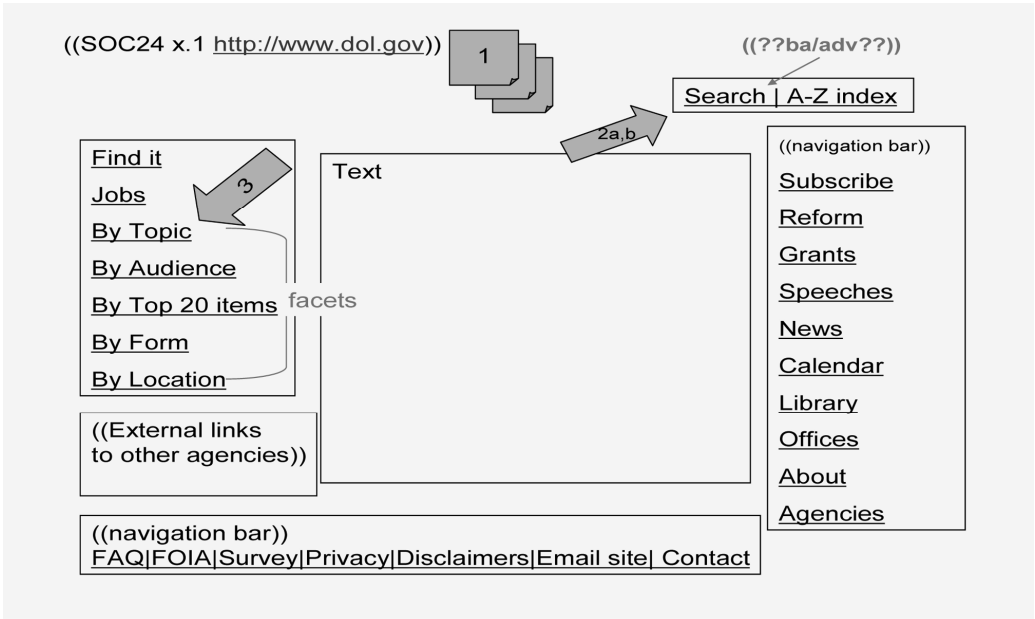 ((SOC24 x.1 http://www.dol.gov))
1
((??ba/adv??))
Search | A-Z index
2a,b
Find it
Jobs
By Topic
By Audience
By Top 20 items
By Form
By Location
3
facets
Text
((navigation bar))
Subscribe
Reform
Grants
Speeches
News
Calendar
Library
Offices
About
Agencies
((External links
to other agencies))
((navigation bar))
FAQ|FOIA|Survey|Privacy|Disclaimers|Email site| Contact